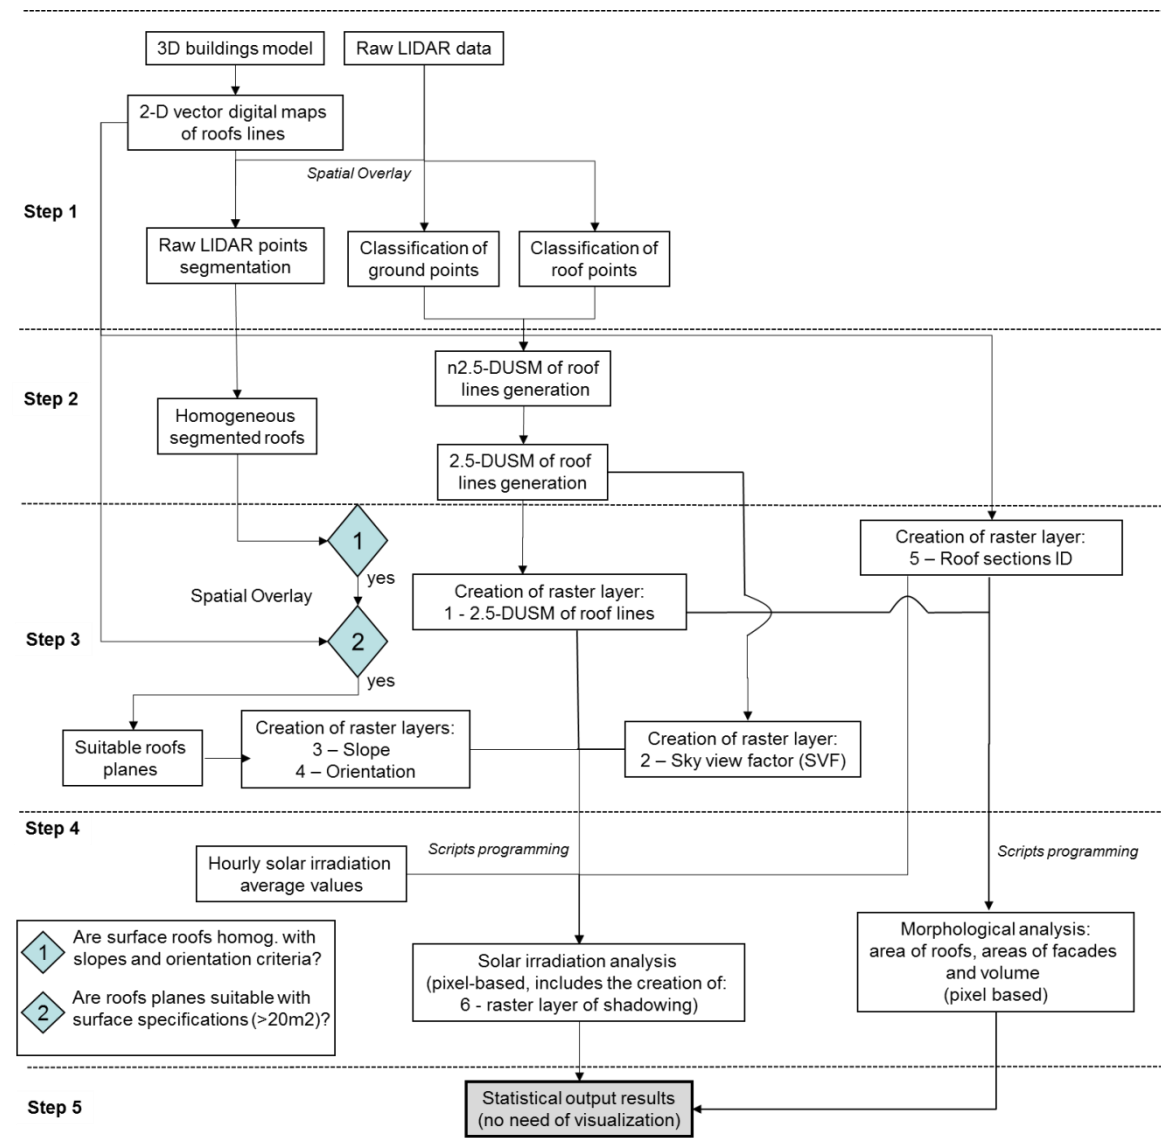 3D buildings model
Raw LIDAR data
2-D vector digital maps
of roofs lines
Spatial Overlay
Step 1
Raw LIDAR points
segmentation
Classification of
ground points
Classification of
roof points
n2.5-DUSM of roof
lines generation
Step 2
Homogeneous
segmented roofs
2.5-DUSM of roof
lines generation
1
yes
Creation of raster layer:
5 – Roof sections ID
Spatial Overlay
Creation of raster layer:
1 - 2.5-DUSM of roof lines
Step 3
2
yes
Suitable roofs
planes
Creation of raster layers:
3 – Slope
4 – Orientation
Creation of raster layer:
2 – Sky view factor (SVF)
Step 4
Scripts programming
Scripts programming
Hourly solar irradiation
average values
1
Are surface roofs homog. with
slopes and orientation criteria?
2
Are roofs planes suitable with
surface specifications (>20m2)?
Solar irradiation analysis
(pixel-based, includes the creation of:
6 - raster layer of shadowing)
Morphological analysis:
area of roofs, areas of facades
and volume
(pixel based)
Step 5
Statistical output results
(no need of visualization)